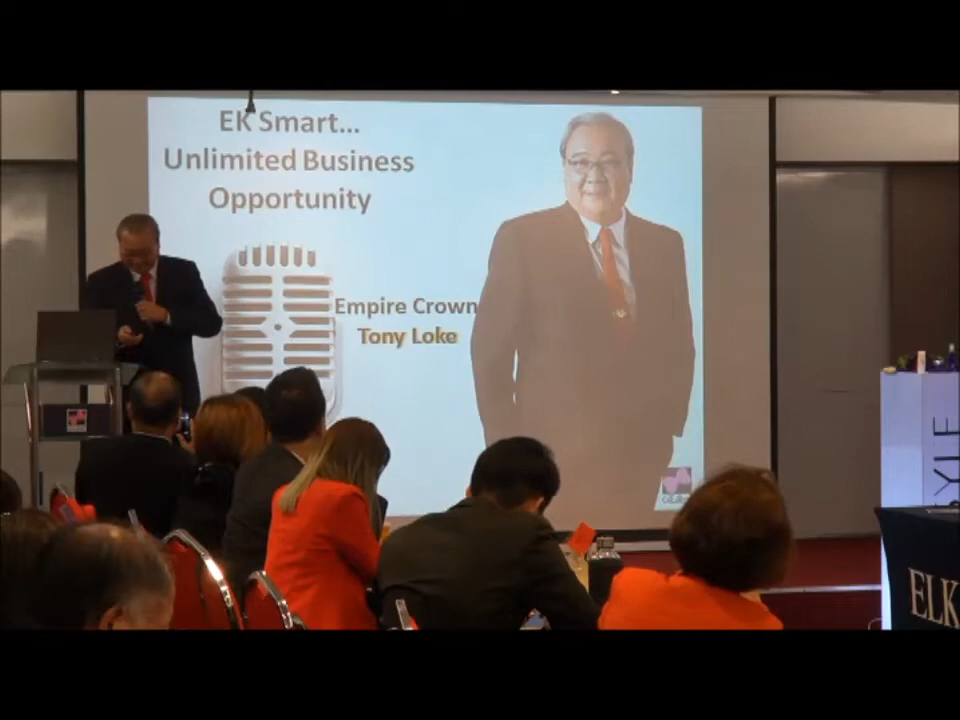 EK Smart...
Unlimited Business
Opportunity
Empire Crown
Tony Loke
ELK